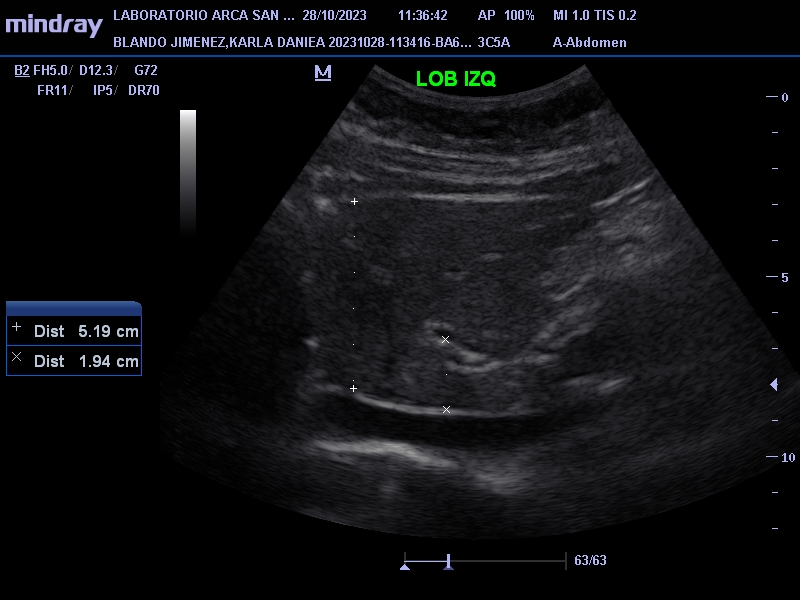 mindray
LABORATORIO ARCA SAN ... 28/10/2023 11:36:42 AP 100% MI 1.0 TIS 0.2
BLANDO JIMENEZ,KARLA DANIEA 20231028-113416-BA6... 3C5A A-Abdomen
B2 FH5.0/ D12.3/ G72
FR11/ IP5/ DR70
M
LOB IZQ
0
5
10
+ Dist 5.19 cm
× Dist 1.94 cm
63/63